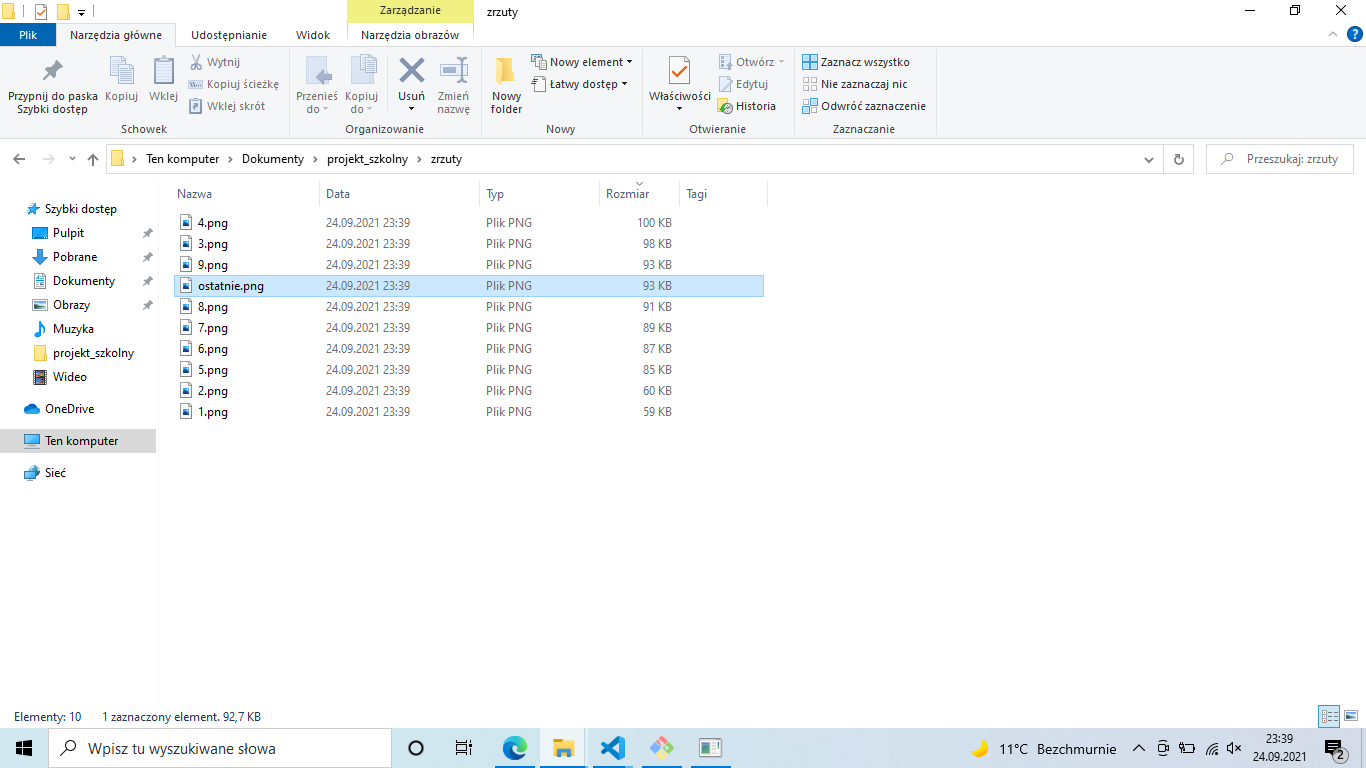 Zarządzanie
zrzuty
Plik
Narzędzia główne
Udostępnianie
Widok
Narzędzia obrazów
?
Przypnij do paska
Szybki dostęp
Kopiuj
Wklej
Wytnij
Kopiuj ścieżkę
Wklej skrót
Schowek
Przenieś
do
Kopiuj
do
Usuń
Zmień
nazwę
Organizowanie
Nowy
folder
Nowy element
Łatwy dostęp
Nowy
Właściwości
Otwórz
Edytuj
Historia
Otwieranie
Zaznacz wszystko
Nie zaznaczaj nic
Odwróć zaznaczenie
Zaznaczanie
Ten komputer > Dokumenty > projekt_szkolny > zrzuty
Przeszukaj: zrzuty
Szybki dostęp
Pulpit
Pobrane
Dokumenty
Obrazy
Muzyka
projekt_szkolny
Wideo
OneDrive
Ten komputer
Sieć
Nazwa Data Typ Rozmiar Tagi
4.png 24.09.2021 23:39 Plik PNG 100 KB
3.png 24.09.2021 23:39 Plik PNG 98 KB
9.png 24.09.2021 23:39 Plik PNG 93 KB
ostatnie.png 24.09.2021 23:39 Plik PNG 93 KB
8.png 24.09.2021 23:39 Plik PNG 91 KB
7.png 24.09.2021 23:39 Plik PNG 89 KB
6.png 24.09.2021 23:39 Plik PNG 87 KB
5.png 24.09.2021 23:39 Plik PNG 85 KB
2.png 24.09.2021 23:39 Plik PNG 60 KB
1.png 24.09.2021 23:39 Plik PNG 59 KB
Elementy: 10 1 zaznaczony element. 92,7 KB
Wpisz tu wyszukiwane słowa
11°C Bezchmurnie
23:39
24.09.2021
2